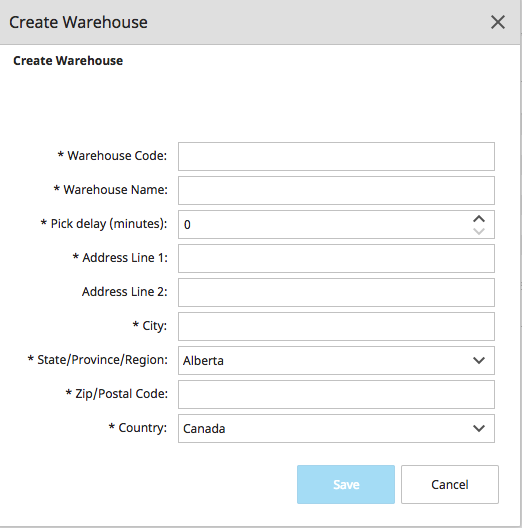 Create Warehouse
Create Warehouse
* Warehouse Code:
* Warehouse Name:
* Pick delay (minutes): 0
* Address Line 1:
Address Line 2:
* City:
* State/Province/Region: Alberta
* Zip/Postal Code:
* Country: Canada
Save Cancel